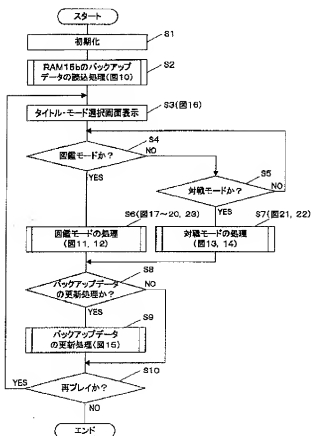 スタート
初期化
S1
RAM15bのバックアップ
データの読込処理(図10)
S2
タイトル・モード選択画面表示
S3(図16)
図鑑モードか？
S4
NO
YES
対戦モードか？
S5
NO
YES
S6(図17~20, 23)
図鑑モードの処理
(図11, 12)
S7(図21, 22)
対戦モードの処理
(図13, 14)
S8
バックアップデータ
の更新処理か？
NO
YES
S9
バックアップデータ
の更新処理(図15)
S10
再プレイか？
YES
NO
エンド